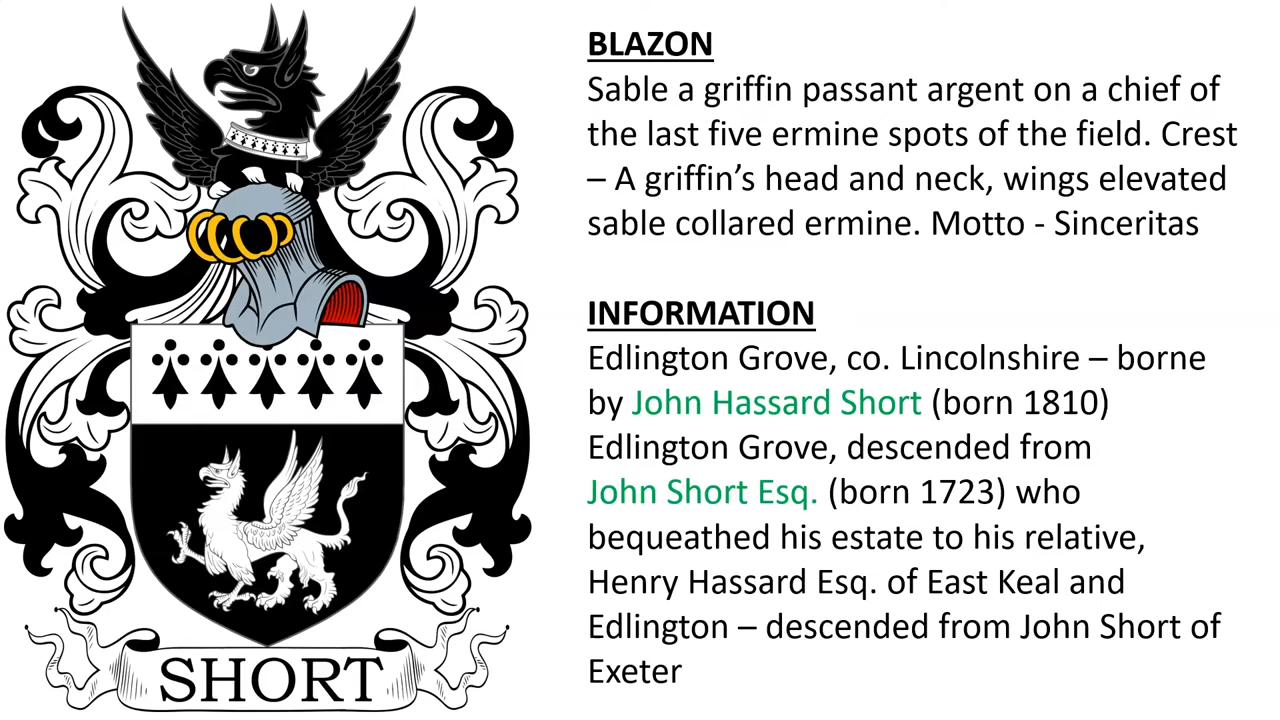 BLAZON
Sable a griffin passant argent on a chief of
the last five ermine spots of the field. Crest
– A griffin’s head and neck, wings elevated
sable collared ermine. Motto - Sinceritas
INFORMATION
Edlington Grove, co. Lincolnshire – borne
by John Hassard Short (born 1810)
Edlington Grove, descended from
John Short Esq. (born 1723) who
bequeathed his estate to his relative,
Henry Hassard Esq. of East Keal and
Edlington – descended from John Short of
Exeter
SHORT